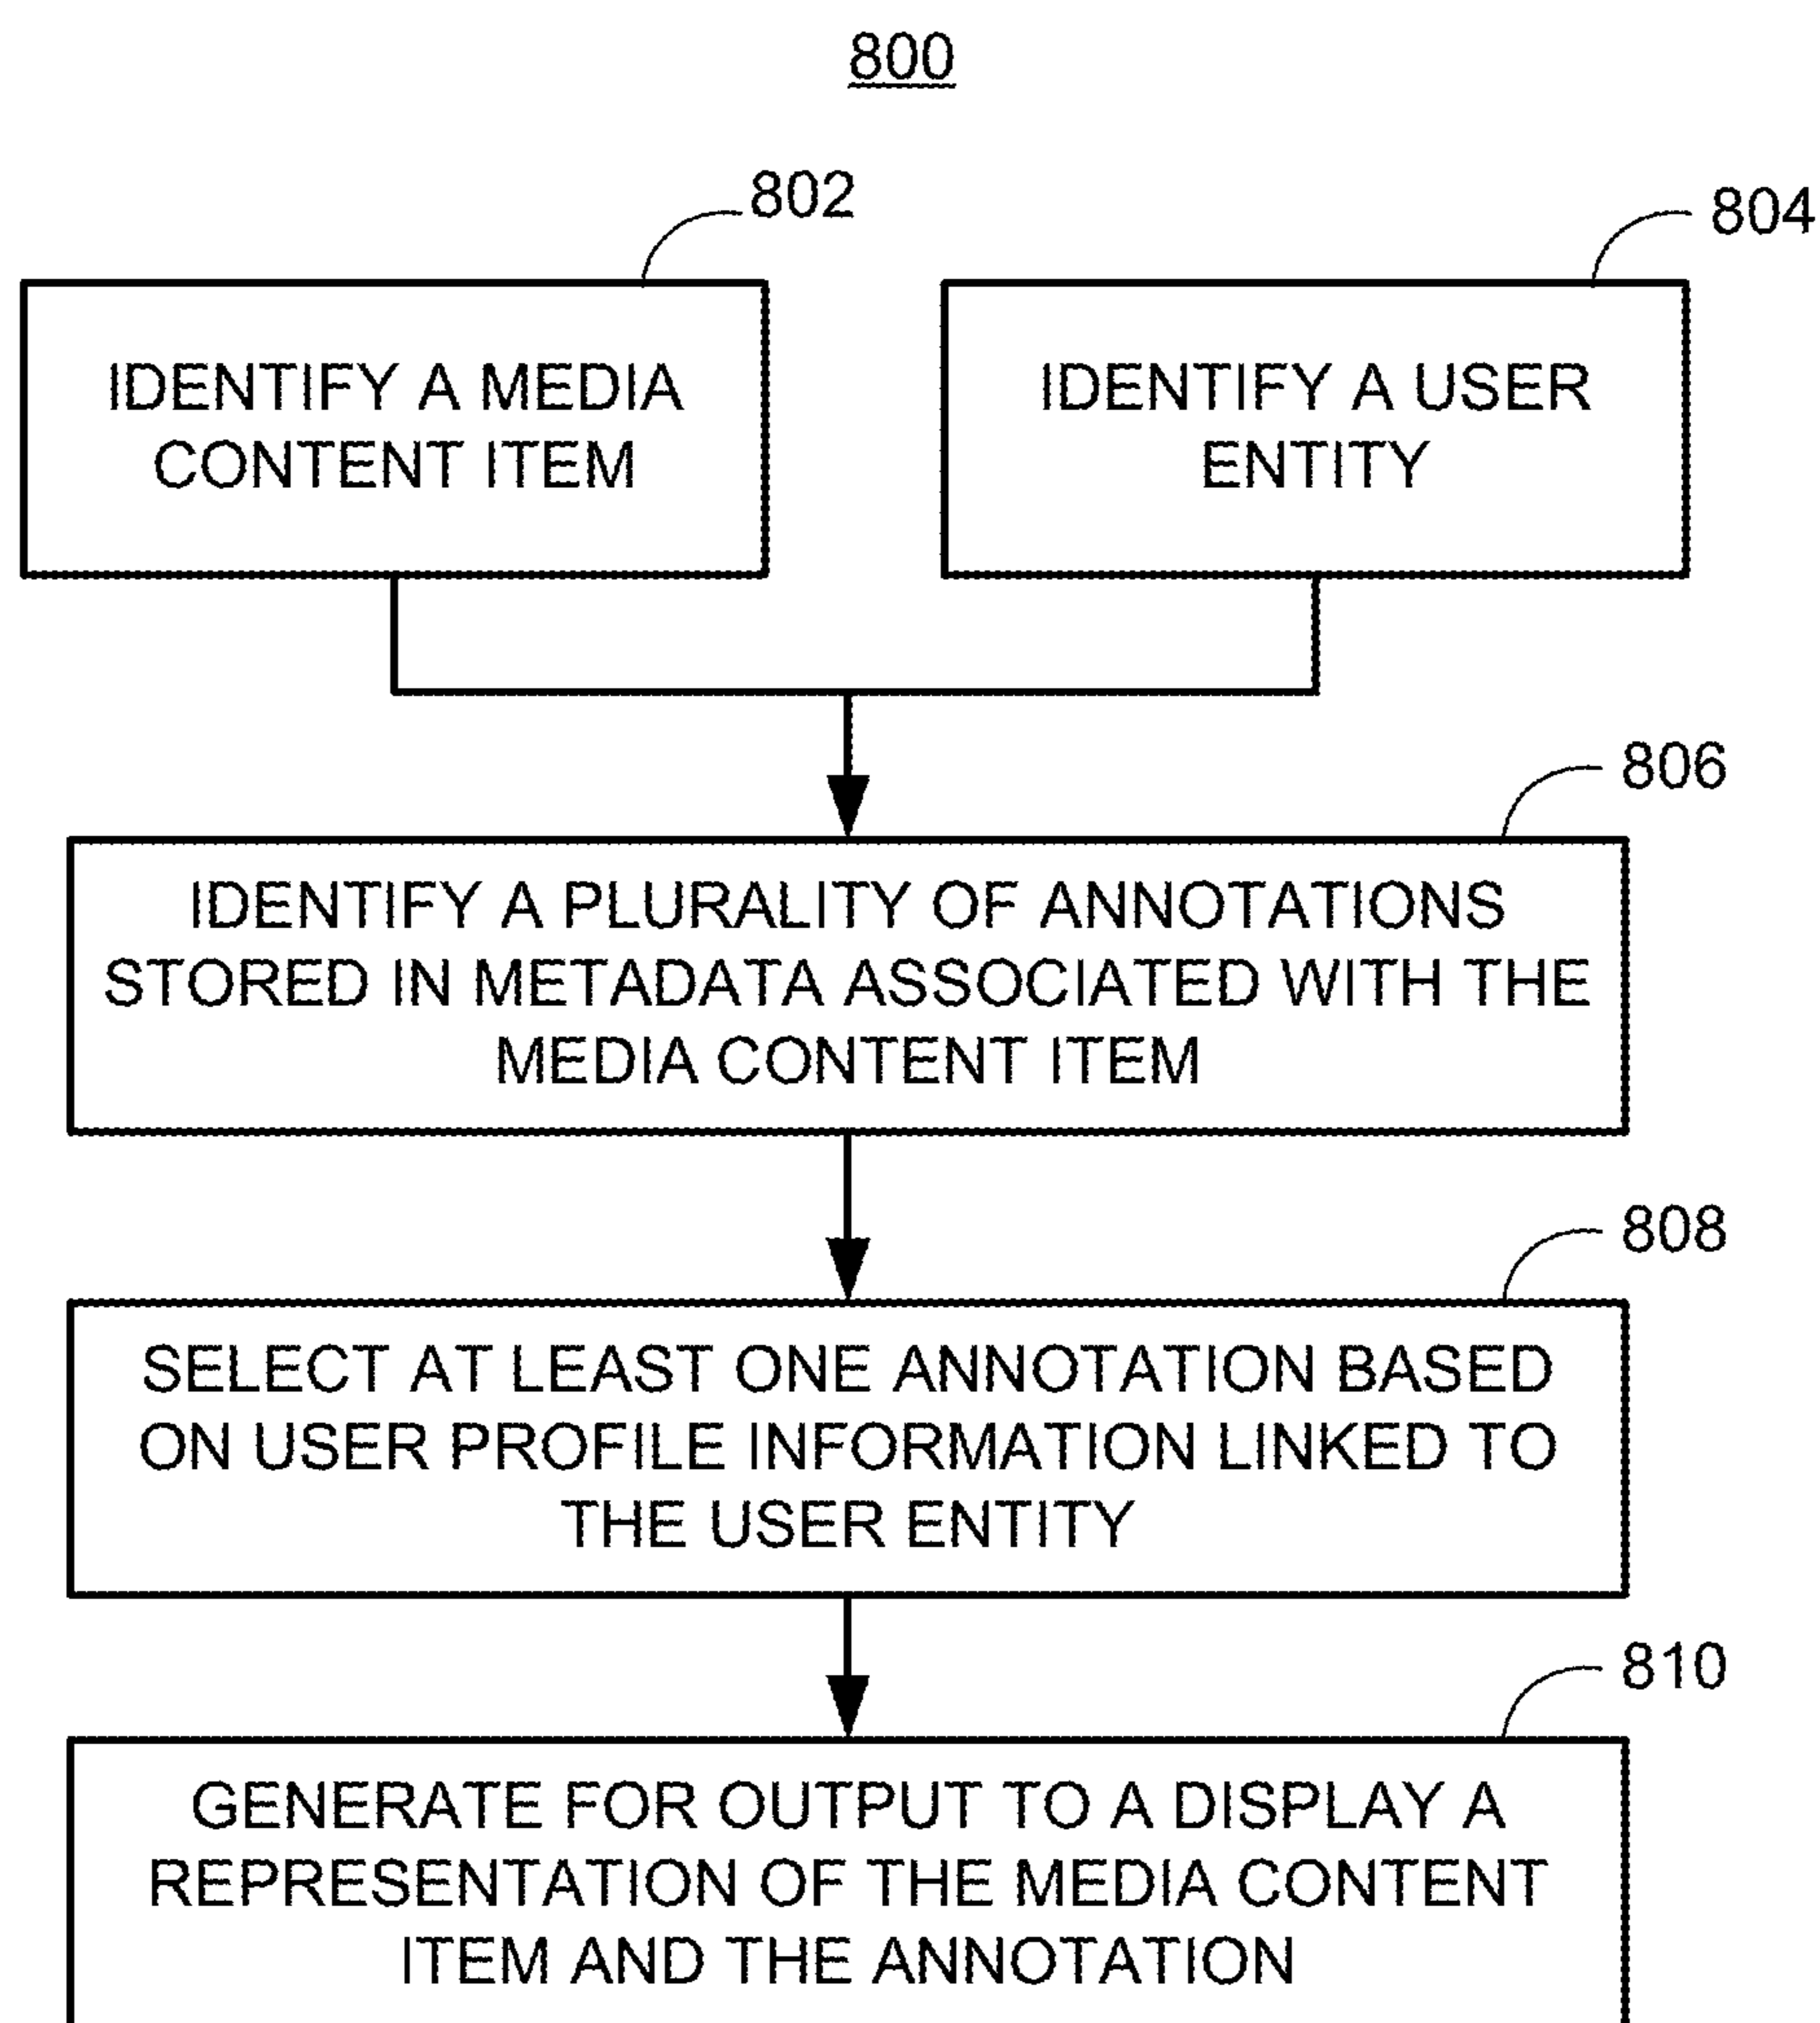 800
802
804
IDENTIFY A MEDIA
CONTENT ITEM
IDENTIFY A USER
ENTITY
806
IDENTIFY A PLURALITY OF ANNOTATIONS
STORED IN METADATA ASSOCIATED WITH THE
MEDIA CONTENT ITEM
808
SELECT AT LEAST ONE ANNOTATION BASED
ON USER PROFILE INFORMATION LINKED TO
THE USER ENTITY
810
GENERATE FOR OUTPUT TO A DISPLAY A
REPRESENTATION OF THE MEDIA CONTENT
ITEM AND THE ANNOTATION